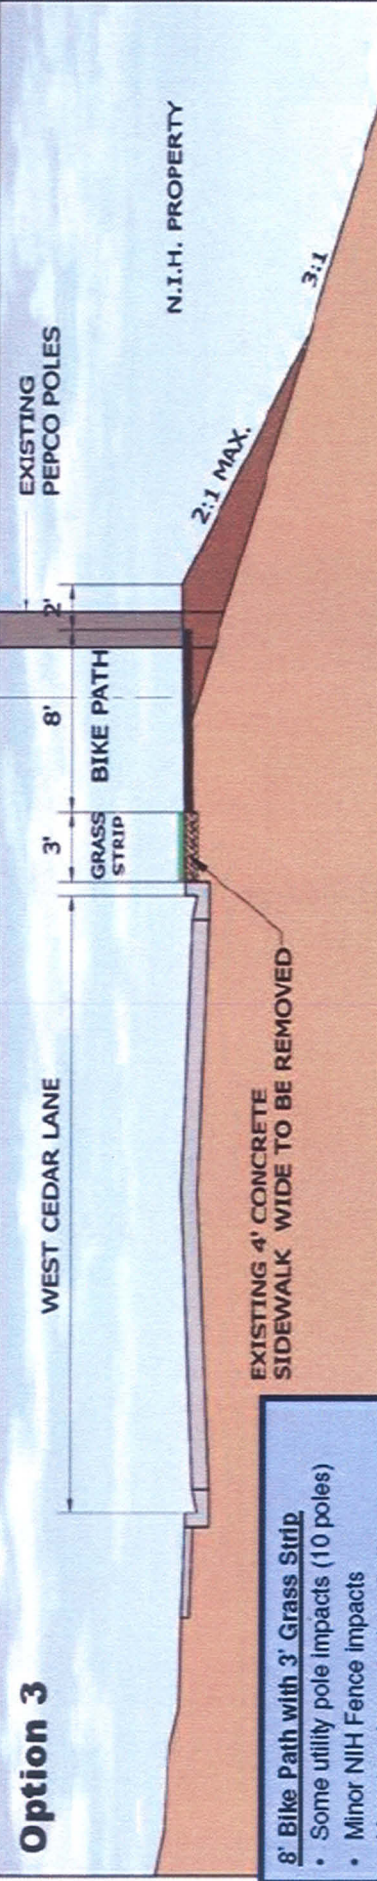 Option 3
WEST CEDAR LANE
3'
8'
2'
EXISTING
PEPCO POLES
GRASS
STRIP
BIKE PATH
N.I.H. PROPERTY
2:1 MAX.
3:1
EXISTING 4' CONCRETE
SIDEWALK WIDE TO BE REMOVED
8' Bike Path with 3' Grass Strip
• Some utility pole impacts (10 poles)
• Minor NIH Fence impacts